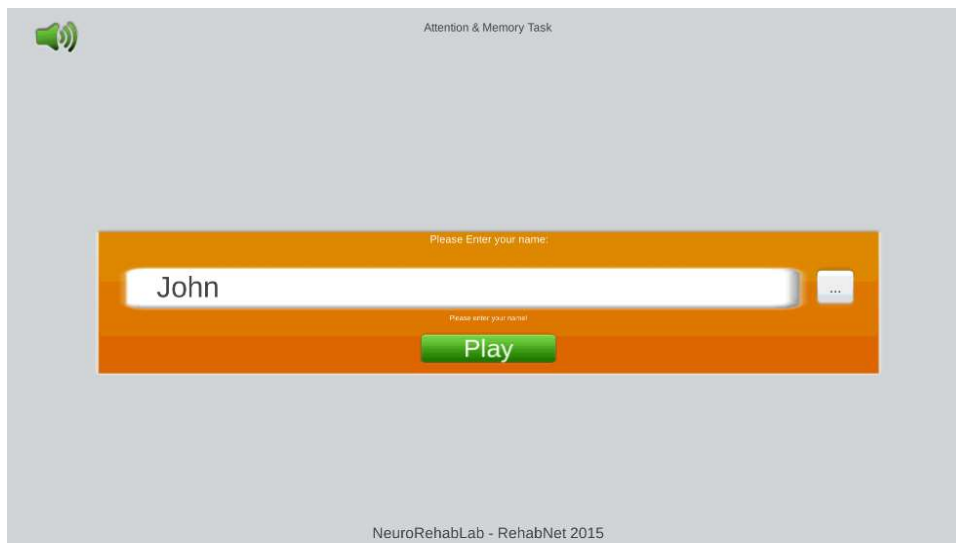 Attention & Memory Task
Please Enter your name:
John
...
Please enter your name!
Play
NeuroRehabLab - RehabNet 2015